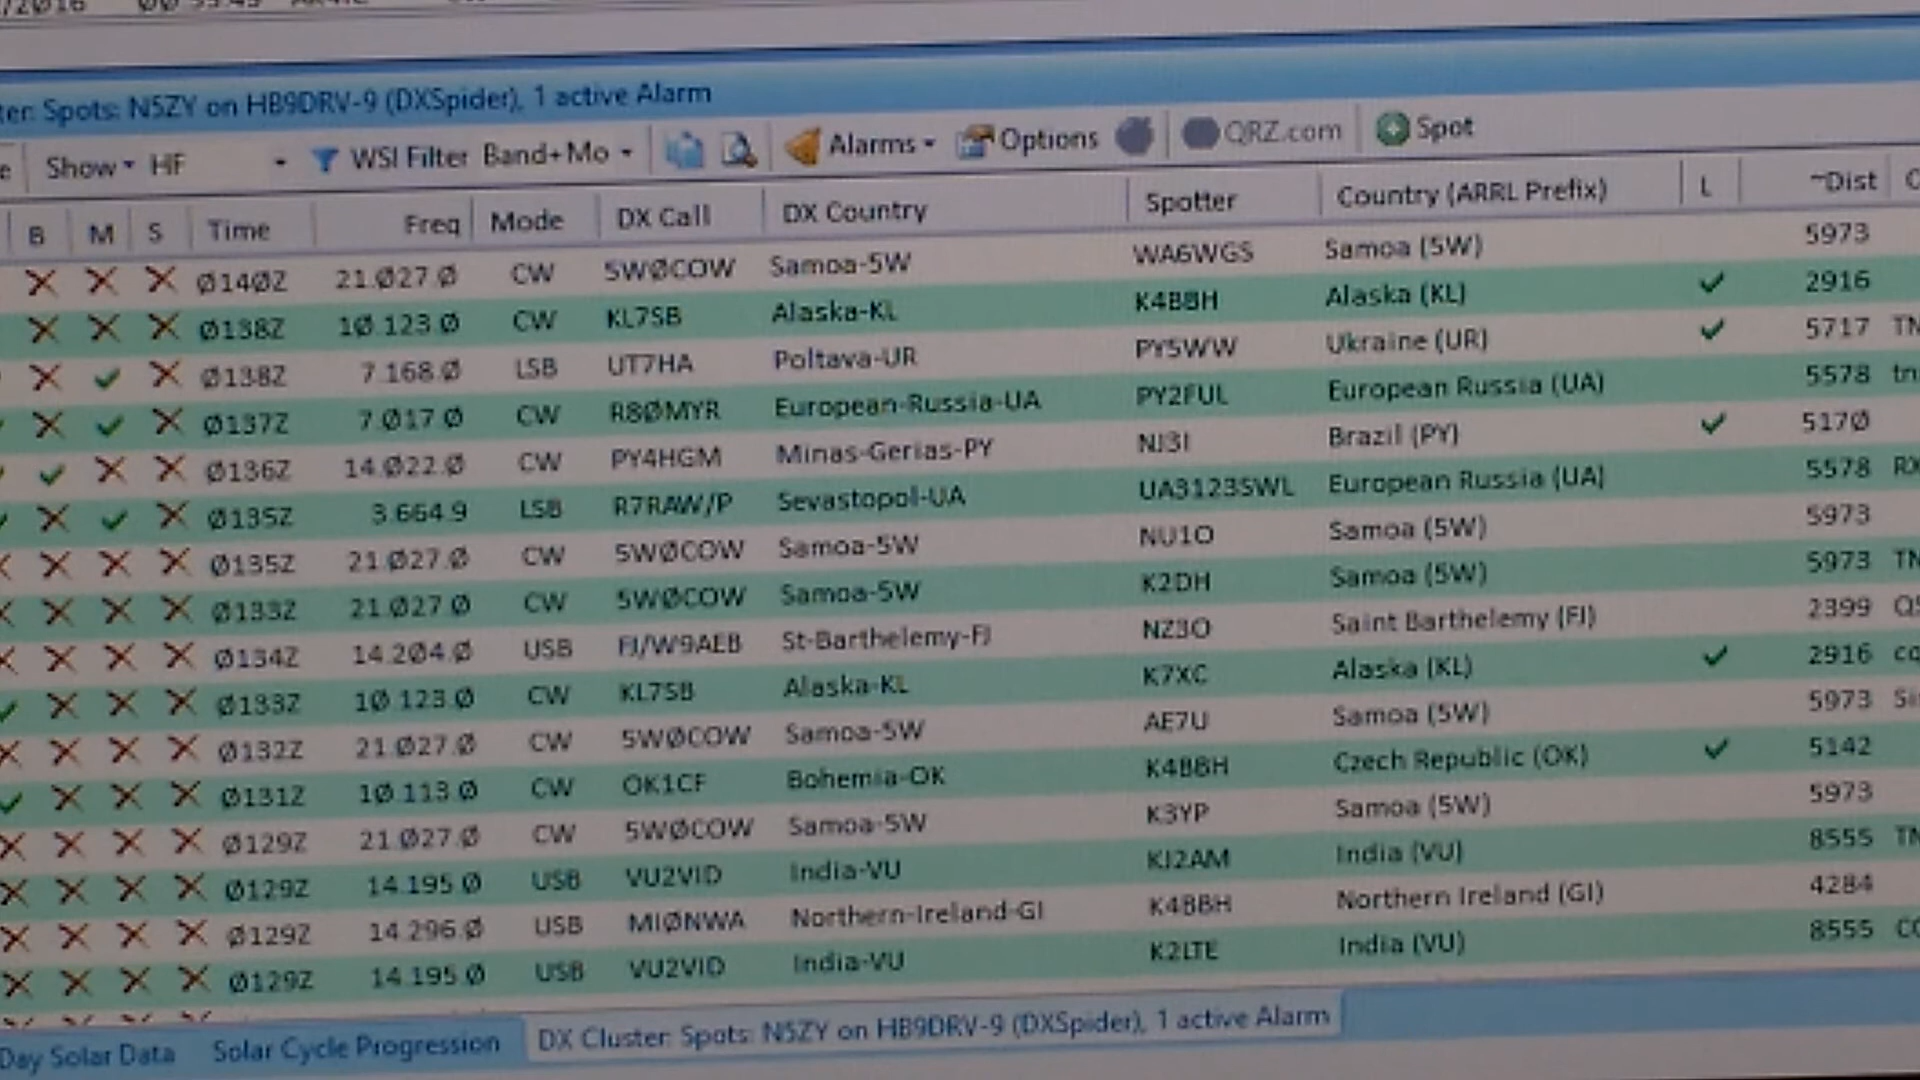 ter: Spots: N5ZY on HB9DRV-9 (DXSpider), 1 active Alarm
Show HF WSI Filter Band+Mo Alarms Options QRZ.com Spot
B M S Time Freq Mode DX Call DX Country Spotter Country (ARRL Prefix) L ~Dist
Ø14ØZ 21.Ø27.Ø CW 5WØCOW Samoa-5W WA6WGS Samoa (5W) 5973
Ø138Z 1Ø.123.Ø CW KL7SB Alaska-KL K4BBH Alaska (KL) ✓ 2916
Ø138Z 7.168.Ø LSB UT7HA Poltava-UR PY5WW Ukraine (UR) ✓ 5717 TN
Ø137Z 7.Ø17.Ø CW R8ØMYR European-Russia-UA PY2FUL European Russia (UA) 5578 tn
Ø136Z 14.Ø22.Ø CW PY4HGM Minas-Gerias-PY NJ3I Brazil (PY) ✓ 517Ø
Ø135Z 3.664.9 LSB R7RAW/P Sevastopol-UA UA3123SWL European Russia (UA) 5578 RX
Ø135Z 21.Ø27.Ø CW 5WØCOW Samoa-5W NU1O Samoa (5W) 5973
Ø133Z 21.Ø27.Ø CW 5WØCOW Samoa-5W K2DH Samoa (5W) 5973 TN
Ø134Z 14.2Ø4.Ø USB FJ/W9AEB St-Barthelemy-FJ NZ3O Saint Barthelemy (FJ) 2399
Ø133Z 1Ø.123.Ø CW KL7SB Alaska-KL K7XC Alaska (KL) ✓ 2916 cq
Ø132Z 21.Ø27.Ø CW 5WØCOW Samoa-5W AE7U Samoa (5W) 5973
Ø131Z 1Ø.113.Ø CW OK1CF Bohemia-OK K4BBH Czech Republic (OK) ✓ 5142
Ø129Z 21.Ø27.Ø CW 5WØCOW Samoa-5W K3YP Samoa (5W) 5973
Ø129Z 14.195.Ø USB VU2VID India-VU KJ2AM India (VU) 8555
Ø129Z 14.296.Ø USB MIØNWA Northern-Ireland-GI K4BBH Northern Ireland (GI) 4284
Ø129Z 14.195.Ø USB VU2VID India-VU K2LTE India (VU) 8555
Day Solar Data Solar Cycle Progression DX Cluster: Spots: N5ZY on HB9DRV-9 (DXSpider), 1 active Alarm